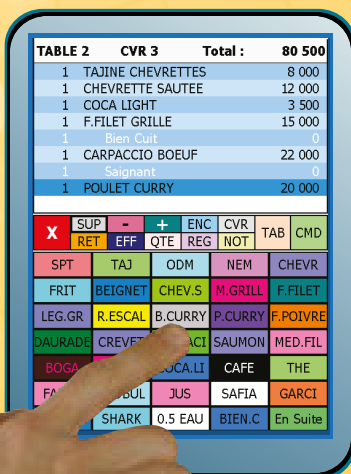 TABLE 2 CVR 3 Total : 80 500
1 TAJINE CHEVRETTES 8 000
1 CHEVRETTE SAUTEE 12 000
1 COCA LIGHT 3 500
1 F.FILET GRILLE 15 000
1 Bien Cuit 0
1 CARPACCIO BOEUF 22 000
1 Saignant 0
1 POULET CURRY 20 000
X SUP - + ENC CVR TAB CMD
RET EFF QTE REG NOT
SPT TAJ ODM NEM CHEVR
FRIT BEIGNET CHEV.S M.GRILL F.FILET
LEG.GR R.ESCAL B.CURRY P.CURRY F.POIVRE
DAURADE SAUMON MED.FIL
BOGA CAFE THE
JUS SAFIA GARCI
SHARK 0.5 EAU BIEN.C En Suite